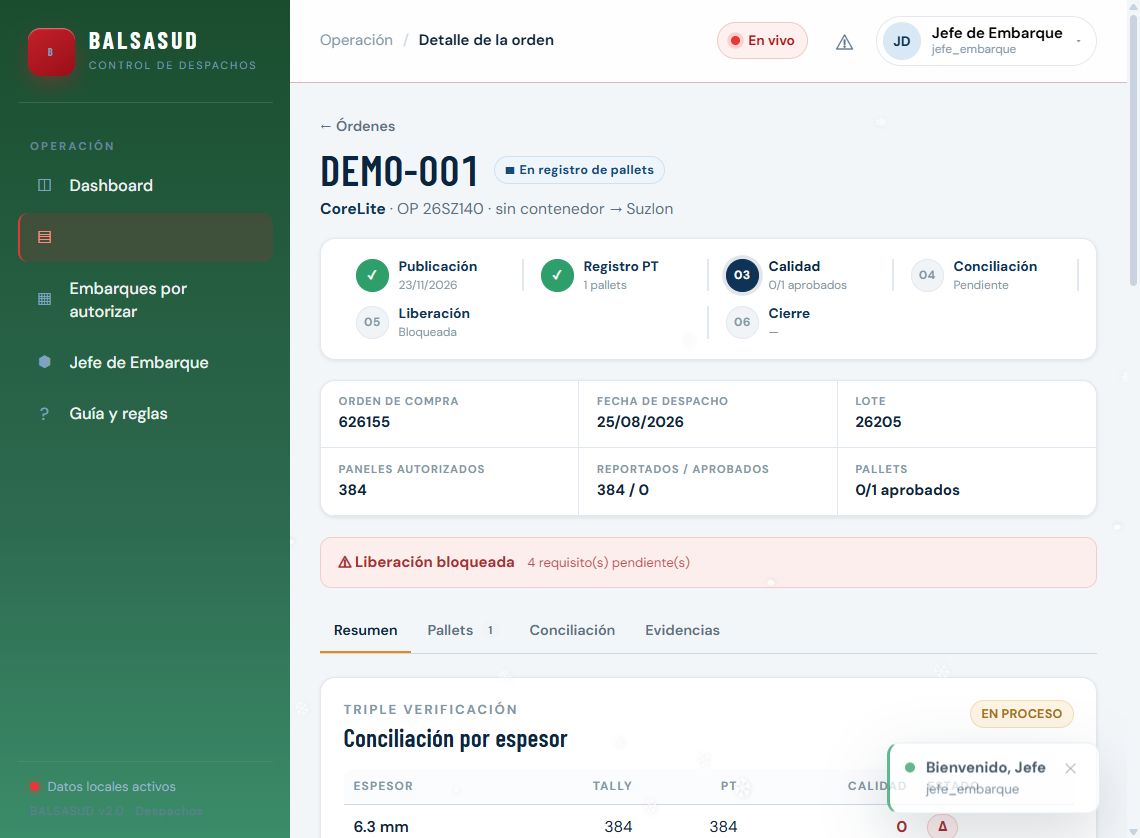 B
BALSASUD
CONTROL DE DESPACHOS
OPERACIÓN
Dashboard
Embarques por
autorizar
Jefe de Embarque
? Guía y reglas
Datos locales activos
BALSASUD v2.0 · Despachos
Operación / Detalle de la orden
En vivo
JD
Jefe de Embarque
jefe_embarque
← Órdenes
DEMO-001
En registro de pallets
CoreLite · OP 26SZ140 · sin contenedor → Suzlon
✓ Publicación
23/11/2026
✓ Registro PT
1 pallets
03 Calidad
0/1 aprobados
04 Conciliación
Pendiente
05 Liberación
Bloqueada
06 Cierre
—
ORDEN DE COMPRA
626155
FECHA DE DESPACHO
25/08/2026
LOTE
26205
PANELES AUTORIZADOS
384
REPORTADOS / APROBADOS
384 / 0
PALLETS
0/1 aprobados
⚠ Liberación bloqueada 4 requisito(s) pendiente(s)
Resumen Pallets 1 Conciliación Evidencias
TRIPLE VERIFICACIÓN
Conciliación por espesor
EN PROCESO
ESPESOR TALLY PT CALIDAD ESTADO
6.3 mm 384 384 0 Δ
Bienvenido, Jefe
jefe_embarque